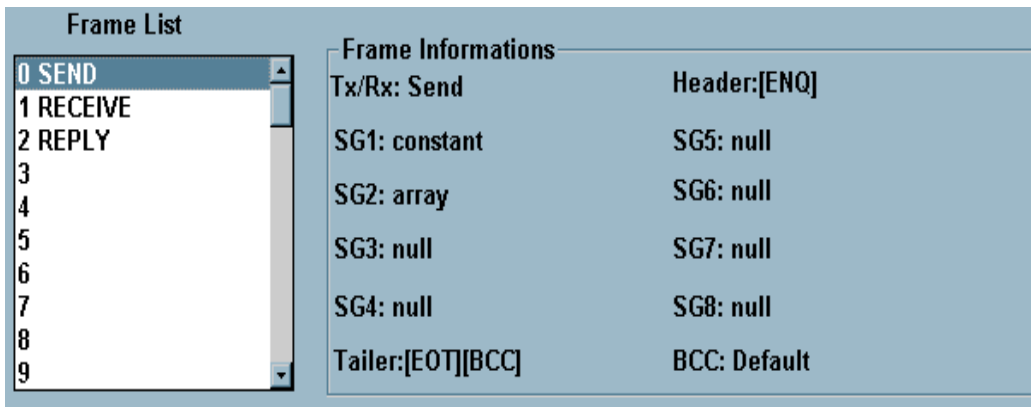 Frame List
0 SEND
1 RECEIVE
2 REPLY
3
4
5
6
7
8
9
Frame Informations
Tx/Rx: Send
Header:[ENQ]
SG1: constant
SG5: null
SG2: array
SG6: null
SG3: null
SG7: null
SG4: null
SG8: null
Tailer:[EOT][BCC]
BCC: Default